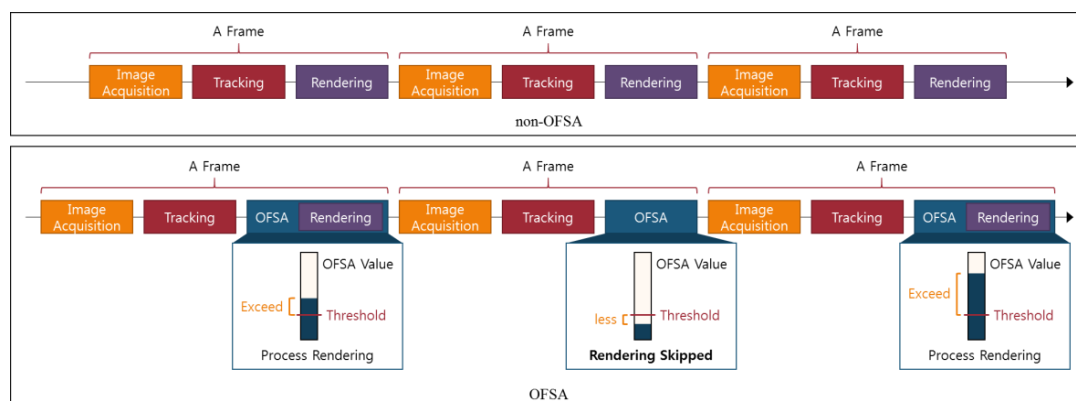 A Frame A Frame A Frame
Image Acquisition Tracking Rendering Image Acquisition Tracking Rendering Image Acquisition Tracking Rendering
non-OFSA
A Frame A Frame A Frame
Image Acquisition Tracking OFSA Rendering Image Acquisition Tracking OFSA Image Acquisition Tracking OFSA Rendering
OFSA Value OFSA Value OFSA Value
Exceed less Exceed
Threshold Threshold Threshold
Process Rendering Rendering Skipped Process Rendering
OFSA